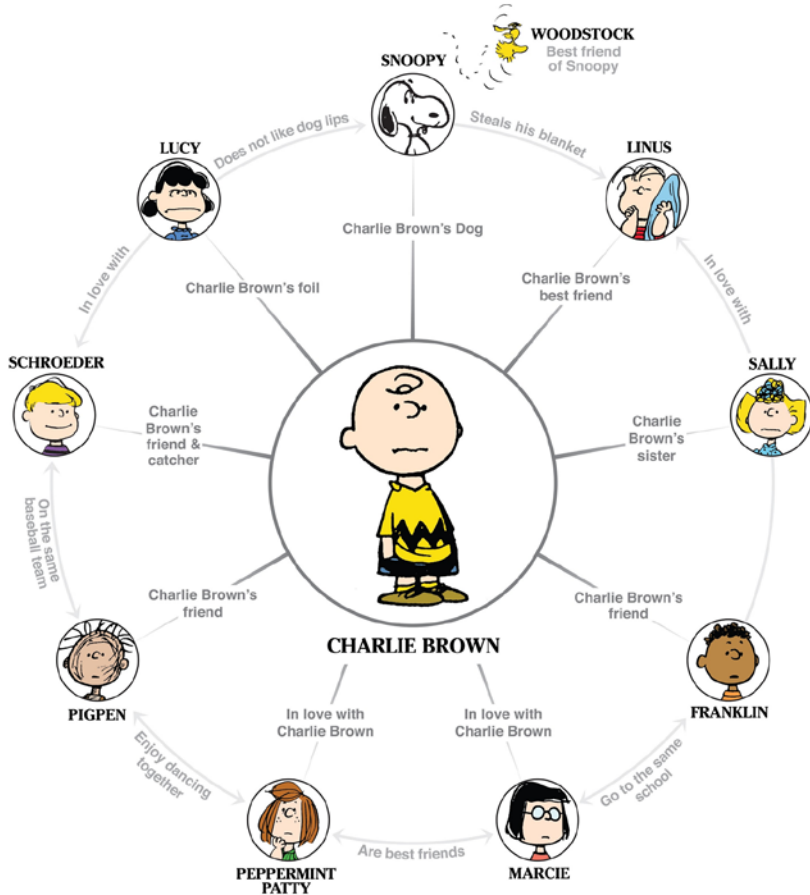 WOODSTOCK
Best friend
of Snoopy
SNOOPY
Does not like dog lips
Steals his blanket
LUCY
LINUS
Charlie Brown's Dog
Charlie Brown's foil
Charlie Brown's
best friend
In love with
In love with
SCHROEDER
SALLY
Charlie
Brown's
friend &
catcher
Charlie
Brown's
sister
On the same
baseball team
Charlie Brown's
friend
Charlie Brown's
friend
CHARLIE BROWN
PIGPEN
FRANKLIN
In love with
Charlie Brown
In love with
Charlie Brown
Enjoy dancing
together
Go to the same
school
Are best friends
PEPPERMINT
PATTY
MARCIE